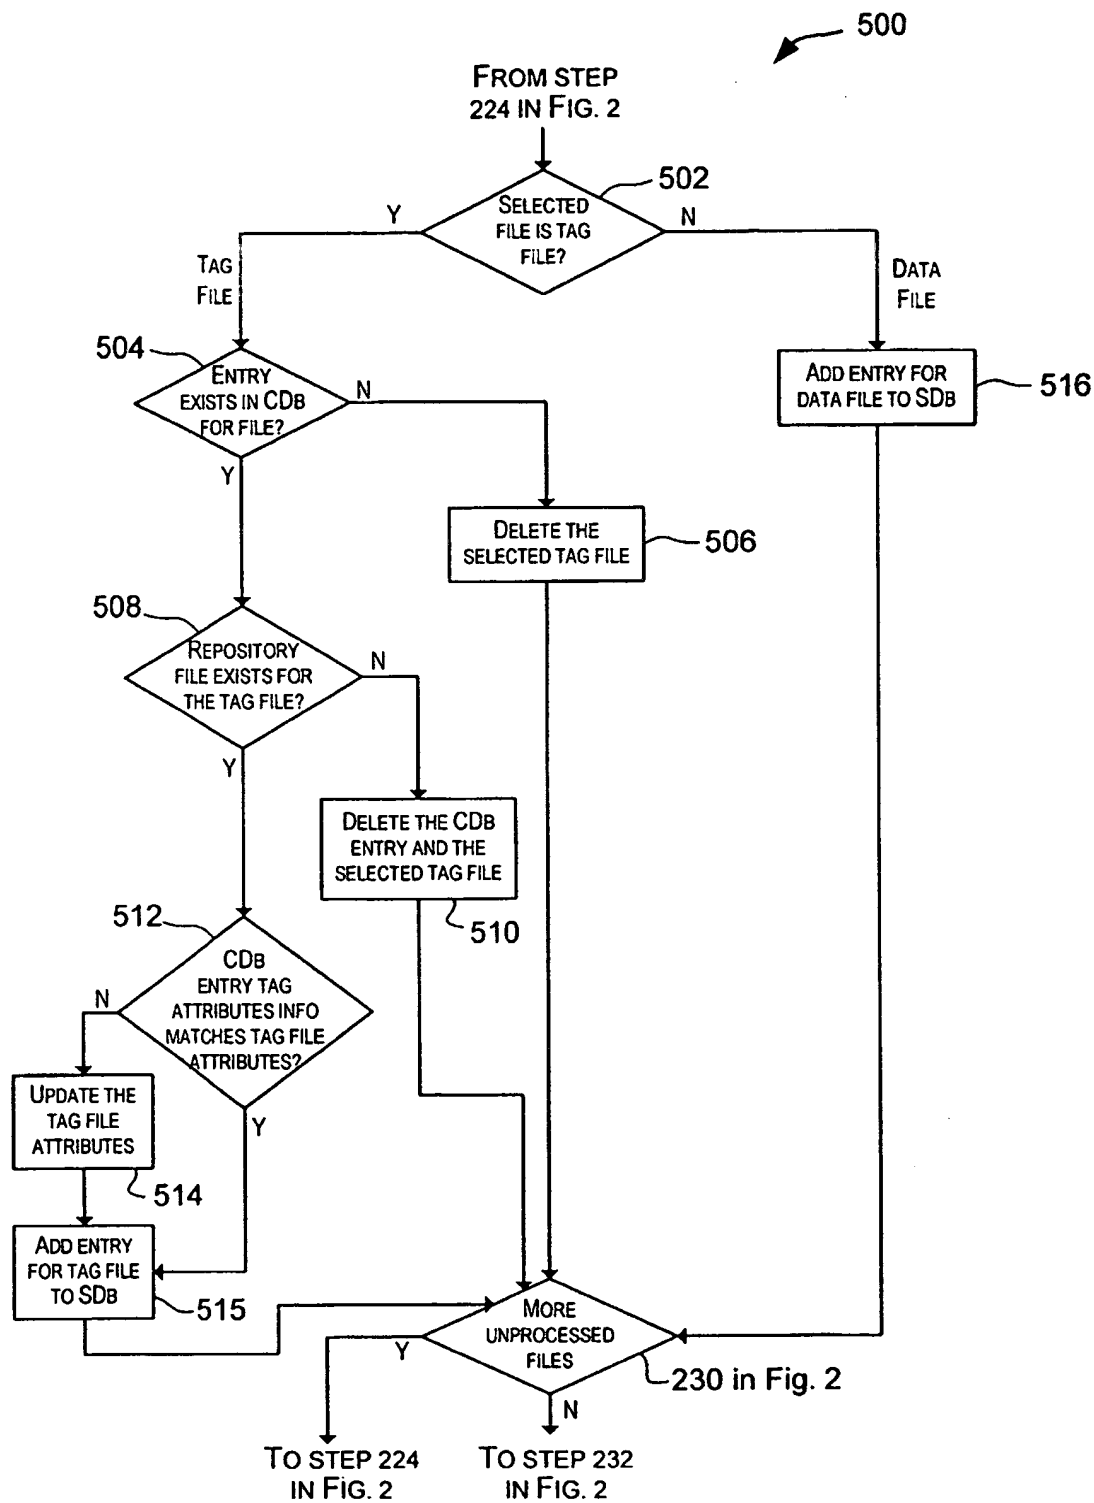 500
FROM STEP
224 IN FIG. 2
502
SELECTED
FILE IS TAG
FILE?
Y
N
TAG
FILE
DATA
FILE
504
ENTRY
EXISTS IN CDB
FOR FILE?
N
Y
ADD ENTRY FOR
DATA FILE TO SDB
516
DELETE THE
SELECTED TAG FILE
506
508
REPOSITORY
FILE EXISTS FOR
THE TAG FILE?
N
Y
DELETE THE CDB
ENTRY AND THE
SELECTED TAG FILE
510
512
CDB
ENTRY TAG
ATTRIBUTES INFO
MATCHES TAG FILE
ATTRIBUTES?
N
Y
UPDATE THE
TAG FILE
ATTRIBUTES
514
ADD ENTRY
FOR TAG FILE
TO SDB
515
MORE
UNPROCESSED
FILES
Y
N
230 in Fig. 2
TO STEP 224
IN FIG. 2
TO STEP 232
IN FIG. 2